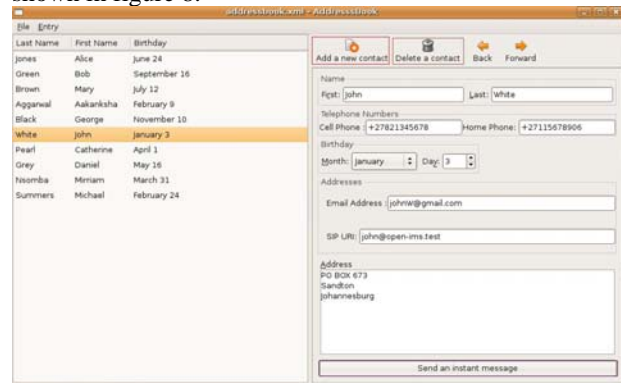 shown in figure 6.
addressbook.xml - AddresssBook
File Entry
Last Name First Name Birthday
Jones Alice June 24
Green Bob September 16
Brown Mary July 12
Aggarwal Aakanksha February 9
Black George November 10
White John January 3
Pearl Catherine April 1
Grey Daniel May 16
Nsomba Mirriam March 31
Summers Michael February 24
Add a new contact Delete a contact Back Forward
Name
First: John Last: White
Telephone Numbers
Cell Phone : +27821345678 Home Phone: +27115678906
Birthday
Month: January Day: 3
Addresses
Email Address : johnw@gmail.com
SIP URI: john@open-ims.test
Address
PO BOX 673
Sandton
Johannesburg
Send an instant message